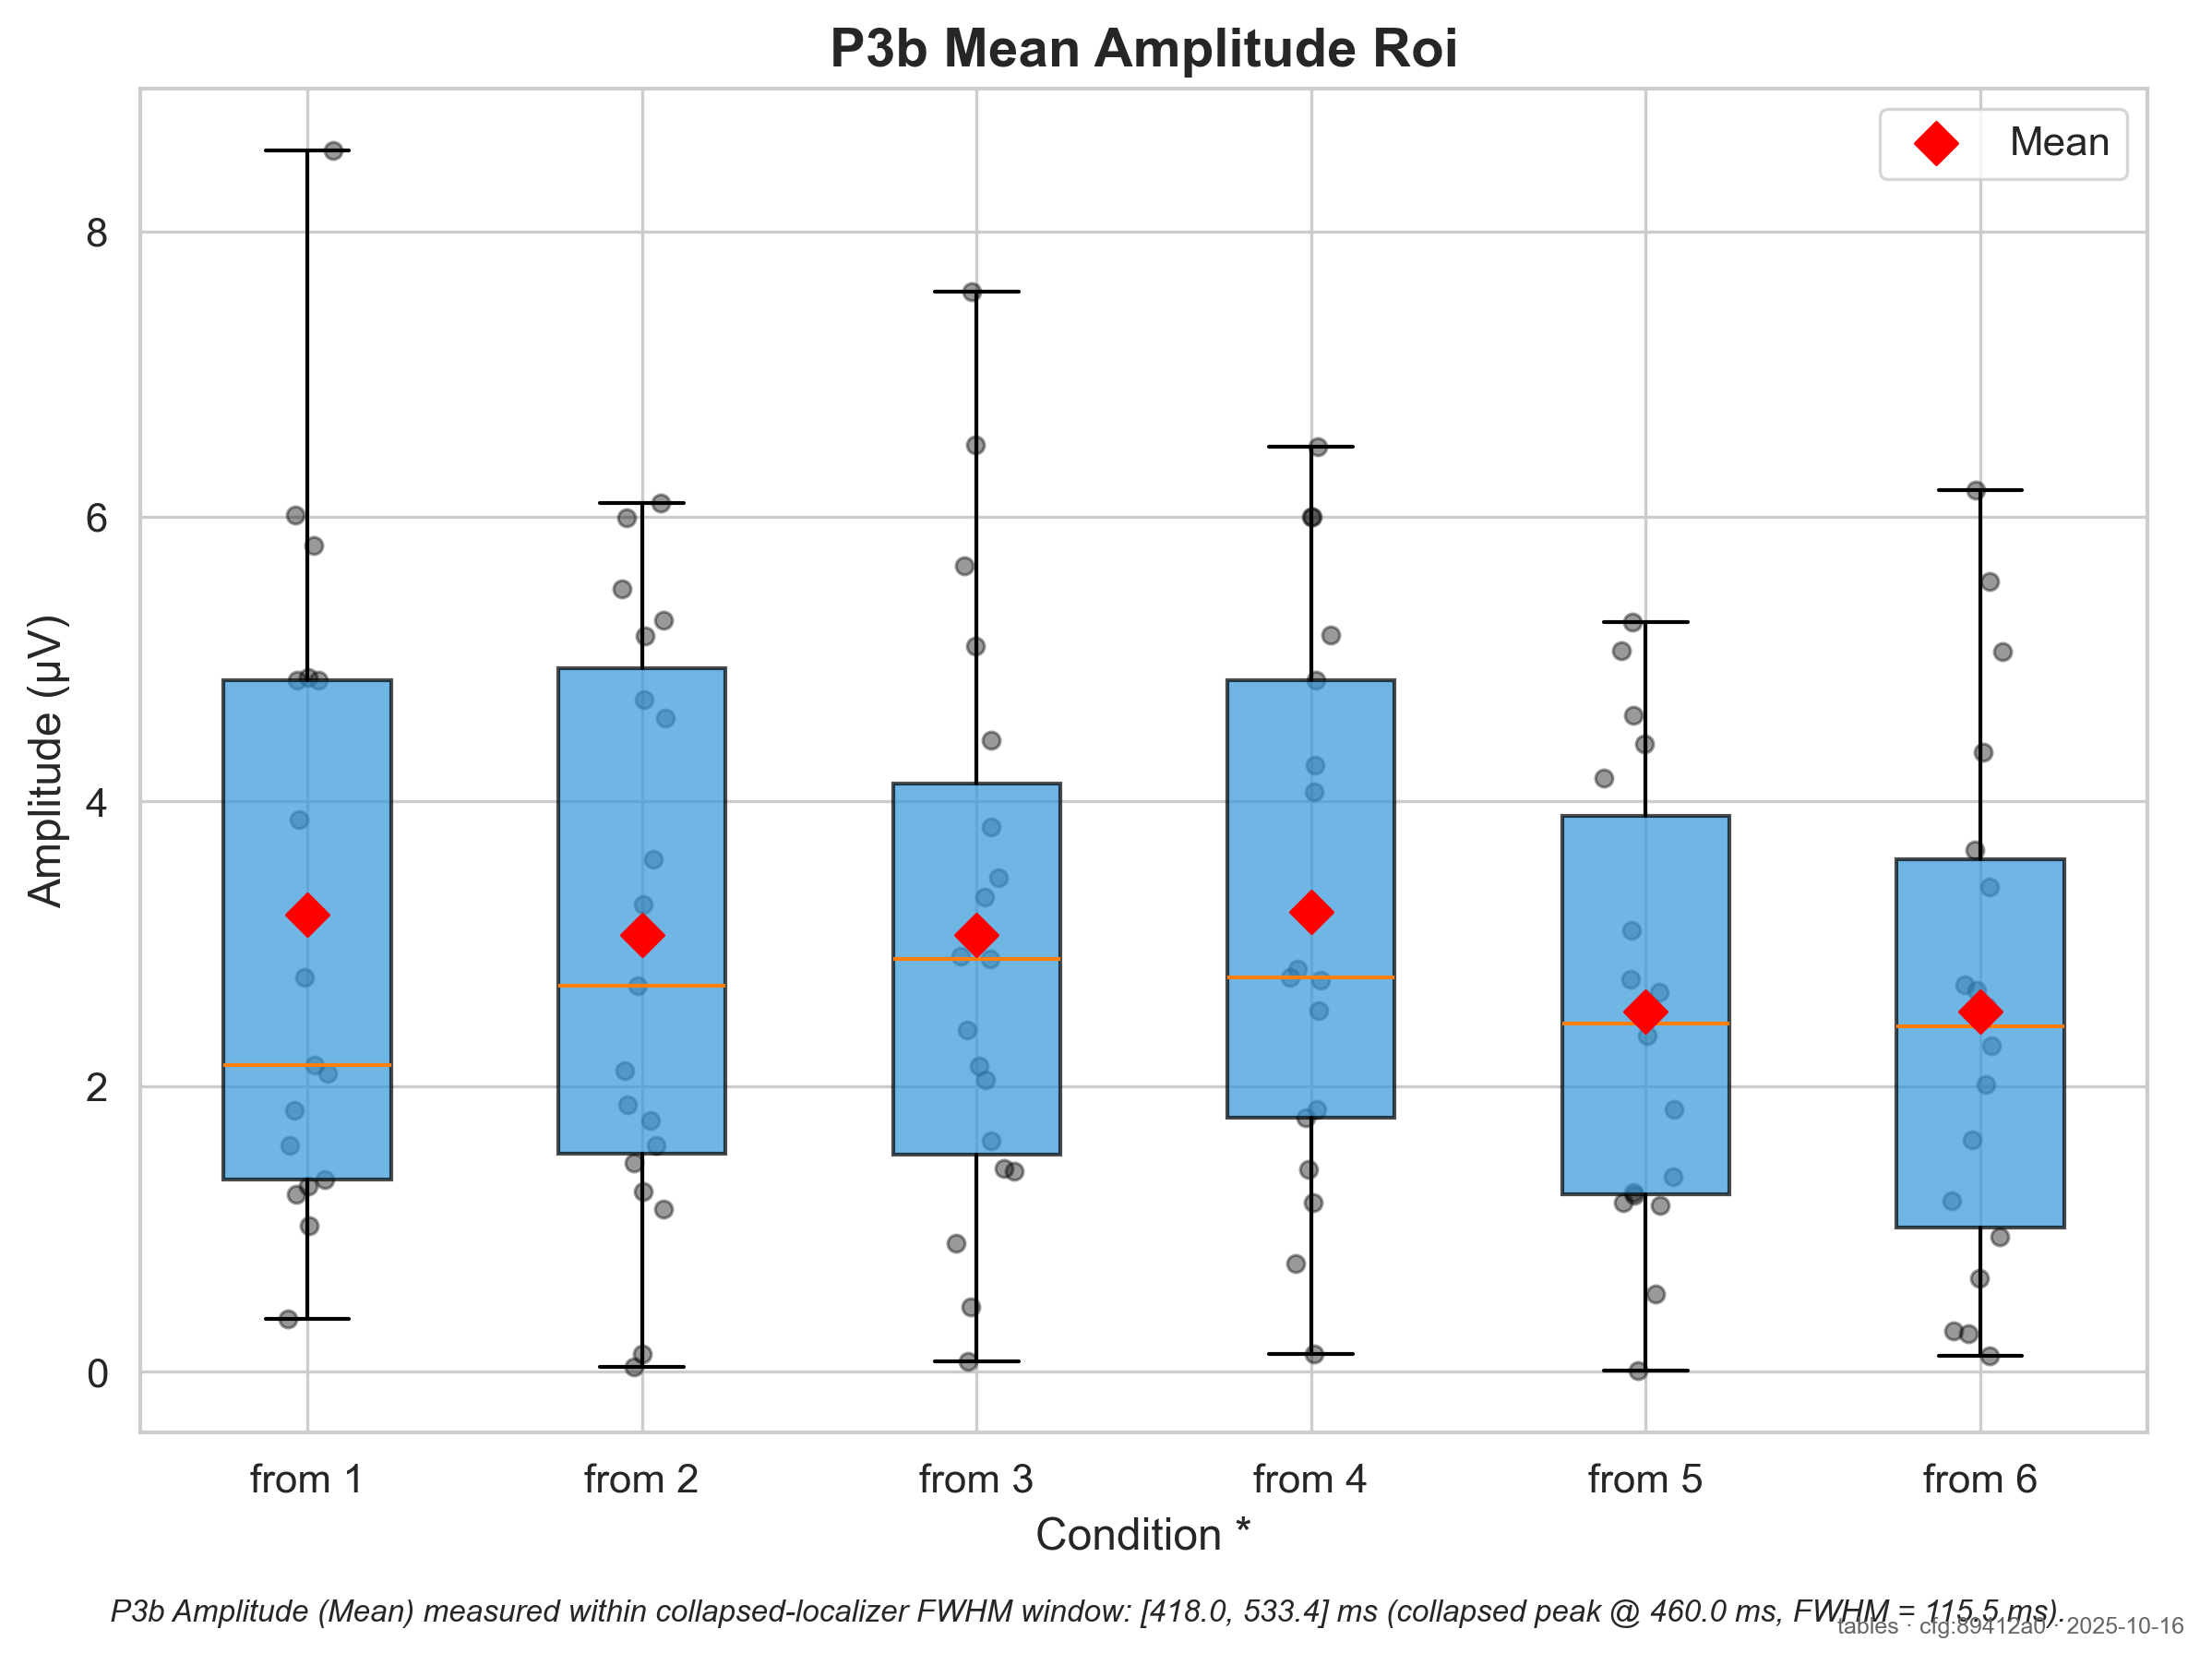 P3b Mean Amplitude Roi
Mean
8
6
4
2
0
Amplitude (µV)
from 1 from 2 from 3 from 4 from 5 from 6
Condition *
P3b Amplitude (Mean) measured within collapsed-localizer FWHM window: [418.0, 533.4] ms (collapsed peak @ 460.0 ms, FWHM = 115.5 ms).
tables · cfg:89412a0 · 2025-10-16